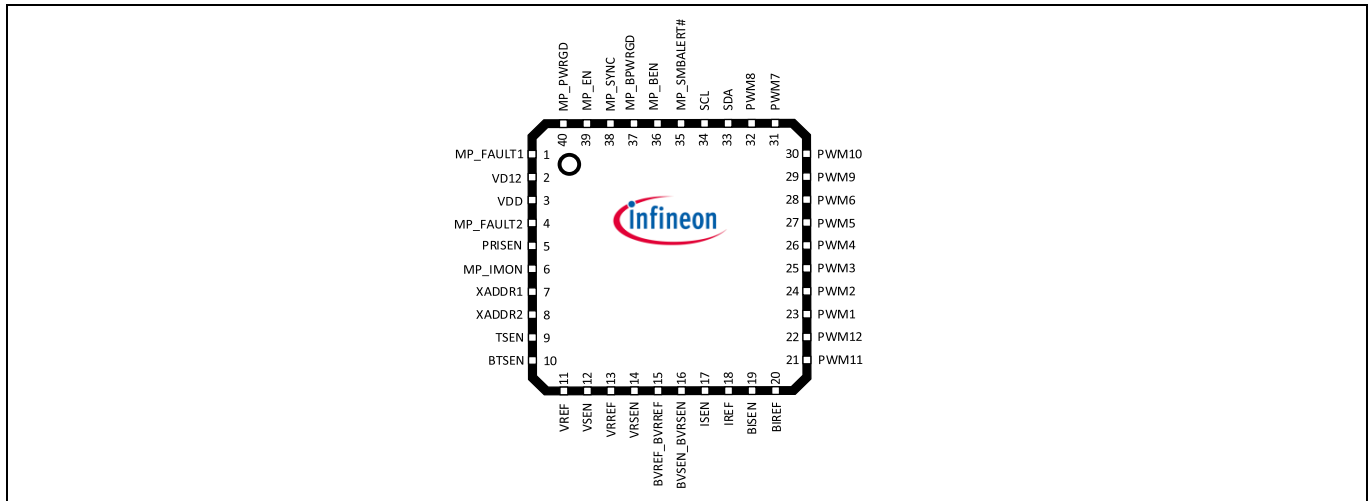 MP_PWRGD
MP_EN
MP_SYNC
MP_BPWRGD
MP_BEN
MP_SMBALERT#
SCL
SDA
PWM8
PWM7
40
39
38
37
36
35
34
33
32
31
MP_FAULT1 1
VD12 2
VDD 3
MP_FAULT2 4
PRISEN 5
MP_IMON 6
XADDR1 7
XADDR2 8
TSEN 9
BTSEN 10
infineon
30 PWM10
29 PWM9
28 PWM6
27 PWM5
26 PWM4
25 PWM3
24 PWM2
23 PWM1
22 PWM12
21 PWM11
11
12
13
14
15
16
17
18
19
20
VREF
VSEN
VRREF
VRSEN
BVREF_BVRREF
BVSEN_BVRSEN
ISEN
IREF
BISEN
BIREF